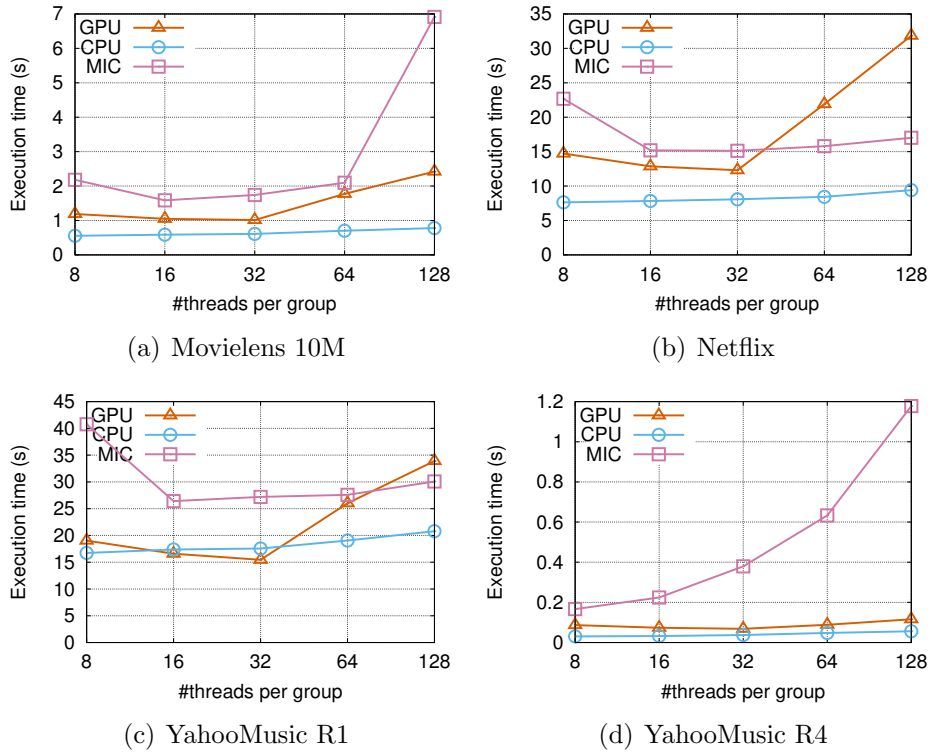 GPU
CPU
MIC
Execution time (s)
0
1
2
3
4
5
6
7
8 16 32 64 128
#threads per group
(a) Movielens 10M
GPU
CPU
MIC
Execution time (s)
0
5
10
15
20
25
30
35
8 16 32 64 128
#threads per group
(b) Netflix
GPU
CPU
MIC
Execution time (s)
0
5
10
15
20
25
30
35
40
45
8 16 32 64 128
#threads per group
(c) YahooMusic R1
GPU
CPU
MIC
Execution time (s)
0
0.2
0.4
0.6
0.8
1
1.2
8 16 32 64 128
#threads per group
(d) YahooMusic R4